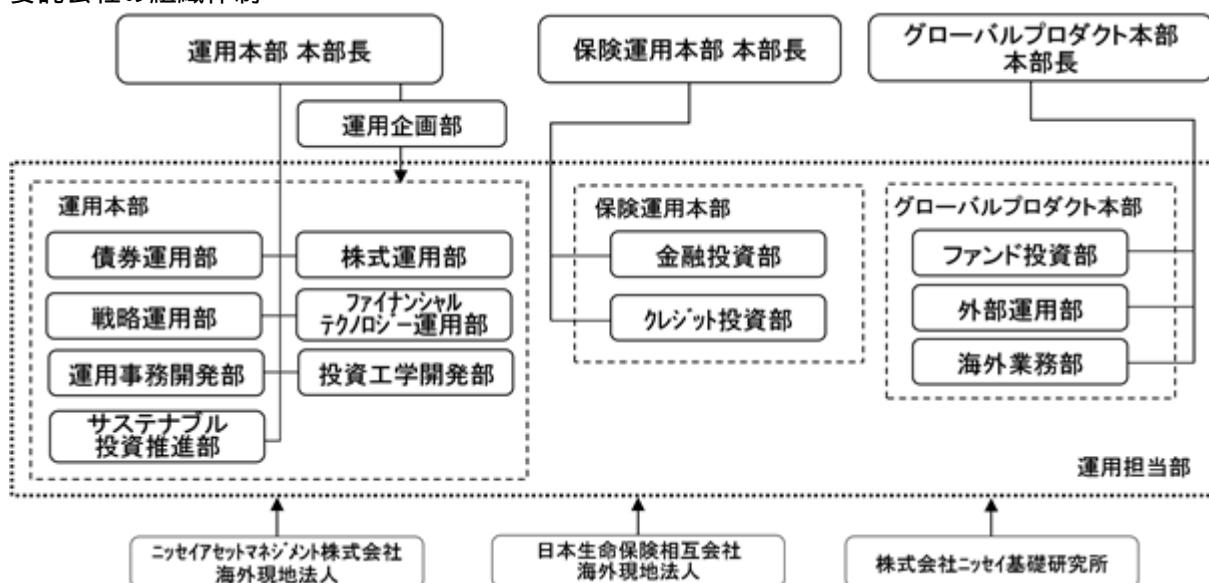 委託会社の組織体制
運用本部 本部長
保険運用本部 本部長
グローバルプロダクト本部
本部長
運用企画部
運用本部
債券運用部
株式運用部
戦略運用部
ファイナンシャル
テクノロジー運用部
運用事務開発部
投資工学開発部
サステナブル
投資推進部
保険運用本部
金融投資部
クレジット投資部
グローバルプロダクト本部
ファンド投資部
外部運用部
海外業務部
運用担当部
ニッセイアセットマネジメント株式会社
海外現地法人
日本生命保険相互会社
海外現地法人
株式会社ニッセイ基礎研究所